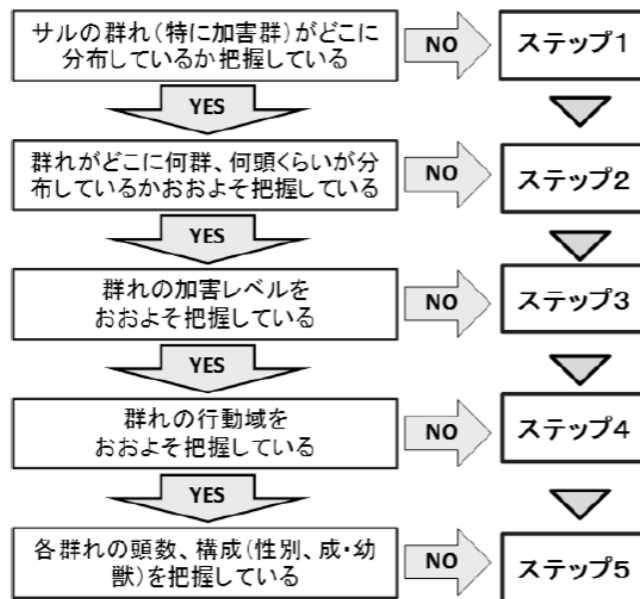 サルの群れ(特に加害群)がどこに
分布しているか把握している
NO
ステップ1
YES
群れがどこに何群、何頭くらいが分
布しているかおおよそ把握している
NO
ステップ2
YES
群れの加害レベルを
おおよそ把握している
NO
ステップ3
YES
群れの行動域を
おおよそ把握している
NO
ステップ4
YES
各群れの頭数、構成(性別、成・幼
獣)を把握している
NO
ステップ5